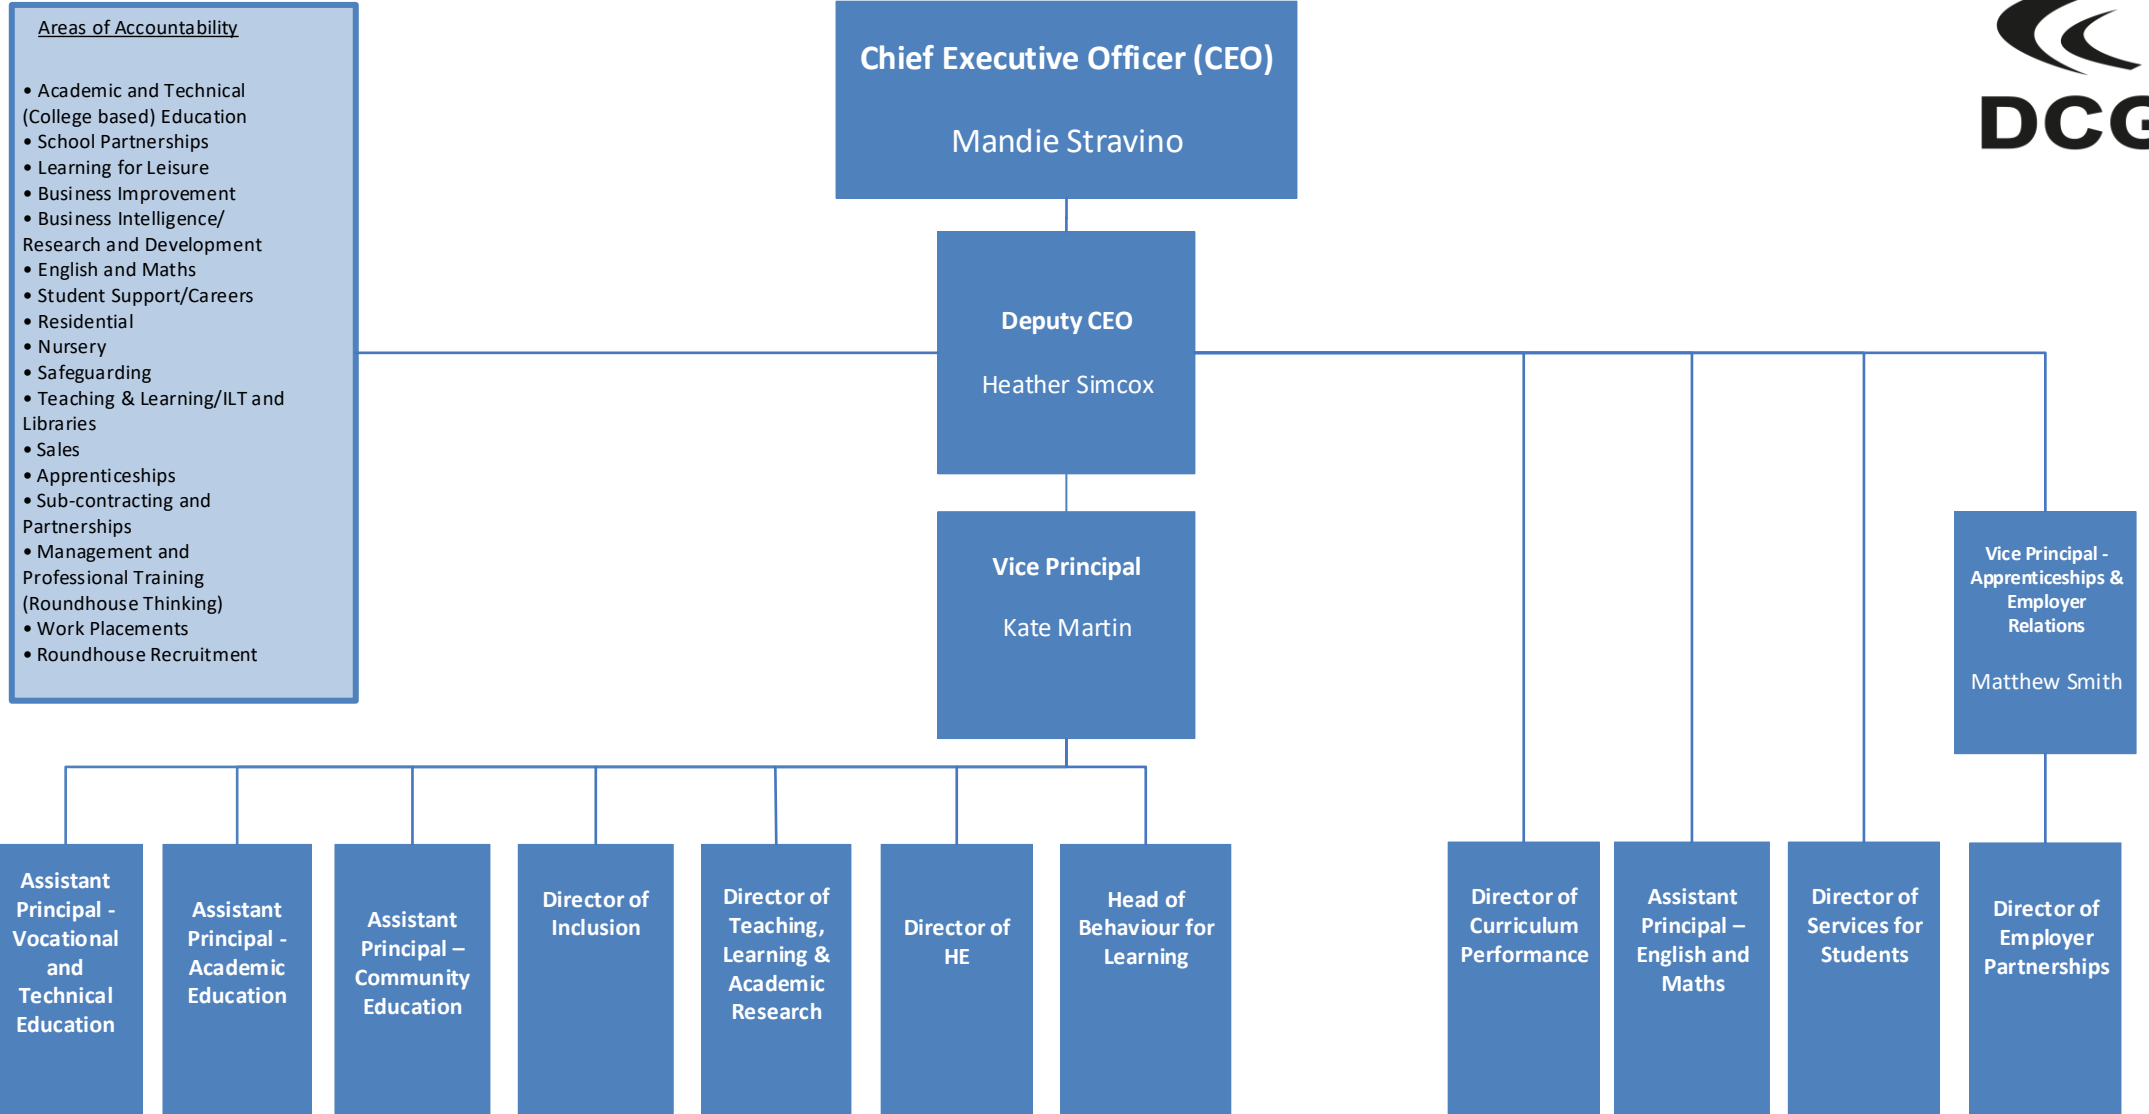 Areas of Accountability
• Academic and Technical
(College based) Education
• School Partnerships
• Learning for Leisure
• Business Improvement
• Business Intelligence/
Research and Development
• English and Maths
• Student Support/Careers
• Residential
• Nursery
• Safeguarding
• Teaching & Learning/ILT and
Libraries
• Sales
• Apprenticeships
• Sub-contracting and
Partnerships
• Management and
Professional Training
(Roundhouse Thinking)
• Work Placements
• Roundhouse Recruitment
Chief Executive Officer (CEO)
Mandie Stravino
DCG
Deputy CEO
Heather Simcox
Vice Principal
Kate Martin
Vice Principal -
Apprenticeships &
Employer
Relations
Matthew Smith
Assistant
Principal -
Vocational
and
Technical
Education
Assistant
Principal -
Academic
Education
Assistant
Principal –
Community
Education
Director of
Inclusion
Director of
Teaching,
Learning &
Academic
Research
Director of
HE
Head of
Behaviour for
Learning
Director of
Curriculum
Performance
Assistant
Principal –
English and
Maths
Director of
Services for
Students
Director of
Employer
Partnerships